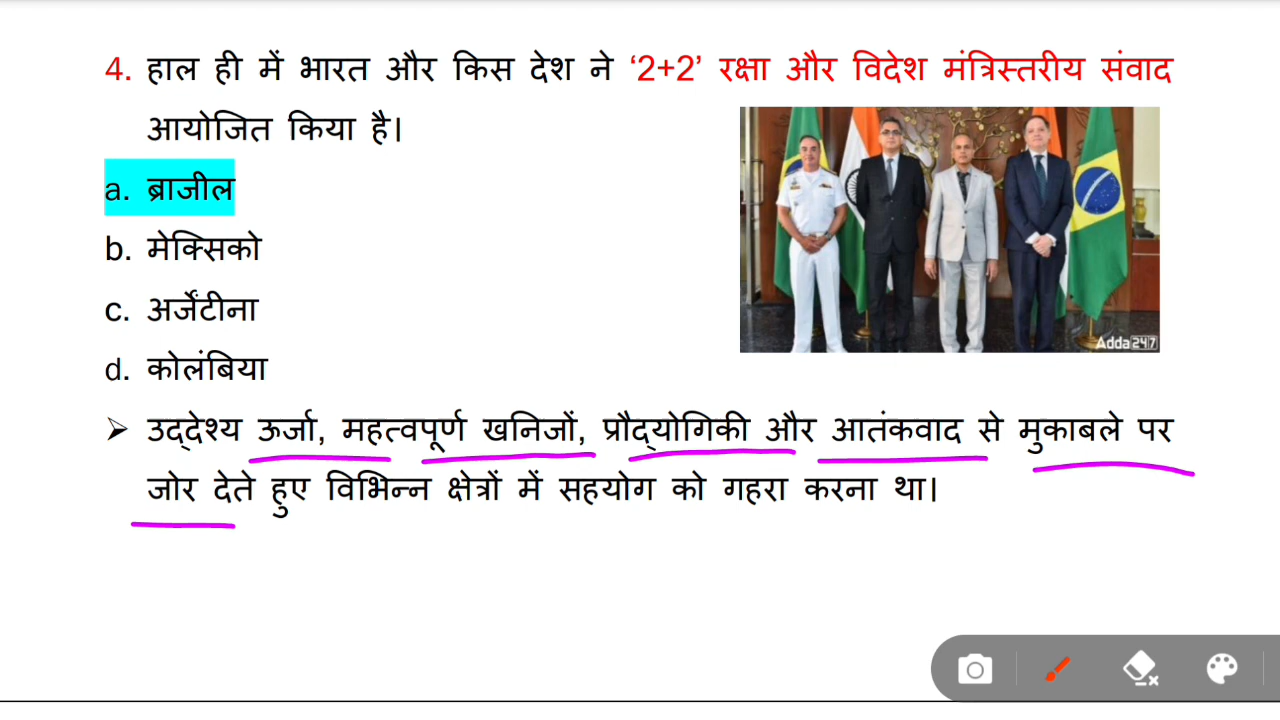 4. हाल ही में भारत और किस देश ने ‘2+2’ रक्षा और विदेश मंत्रिस्तरीय संवाद
आयोजित किया है।
a. ब्राजील
b. मेक्सिको
c. अर्जेंटीना
d. कोलंबिया
Adda247
➢ उद्देश्य ऊर्जा, महत्वपूर्ण खनिजों, प्रौद्योगिकी और आतंकवाद से मुकाबले पर
जोर देते हुए विभिन्न क्षेत्रों में सहयोग को गहरा करना था।